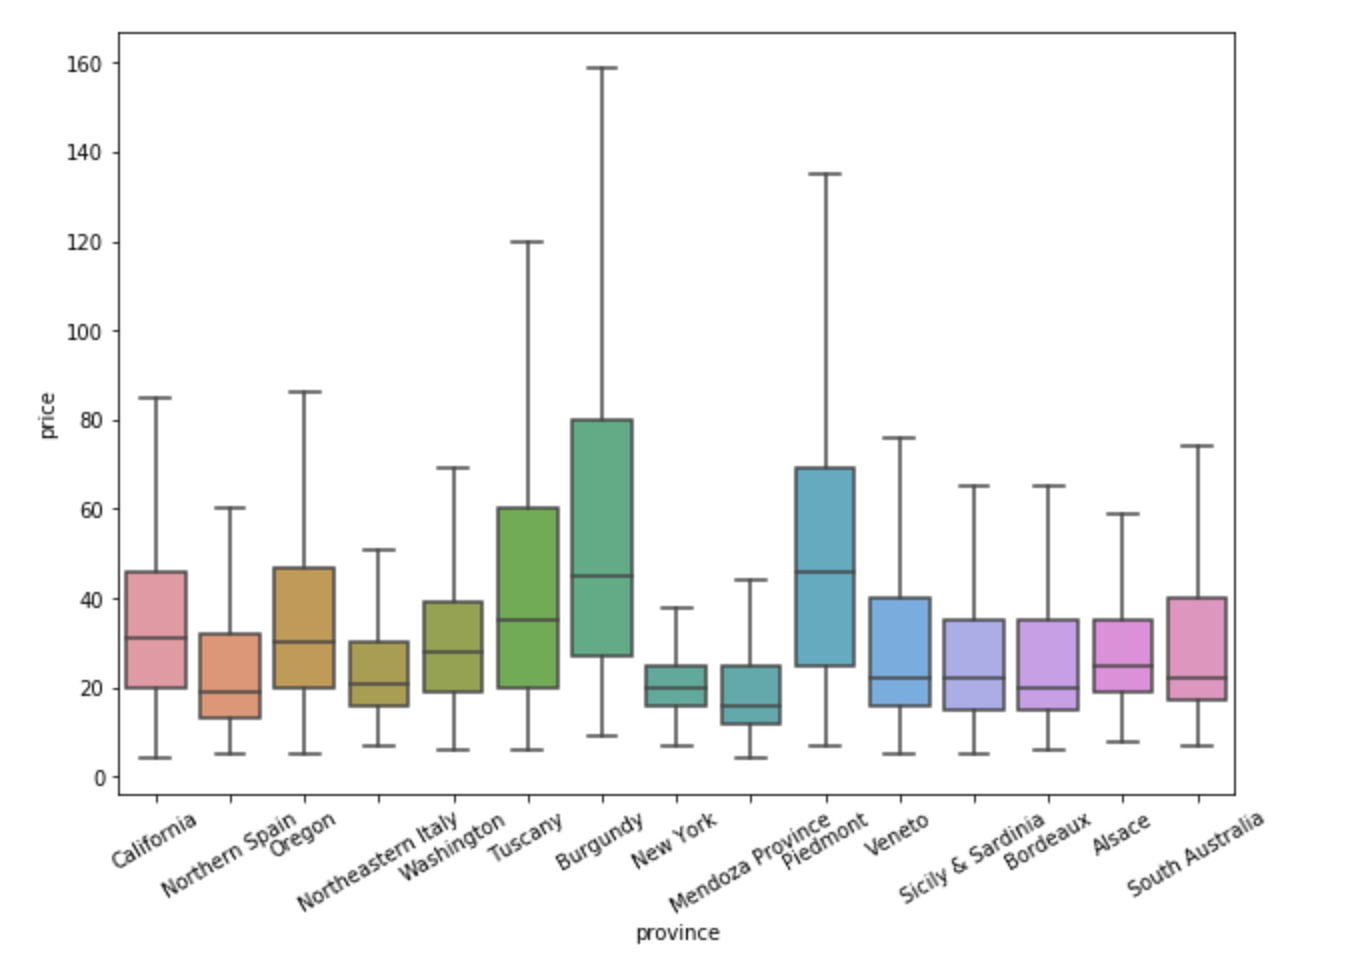 160
140
120
100
80
60
40
20
0
price
California
Northern Spain
Oregon
Northeastern Italy
Washington
Tuscany
Burgundy
New York
Mendoza Province
Piedmont
Veneto
Sicily & Sardinia
Bordeaux
Alsace
South Australia
province